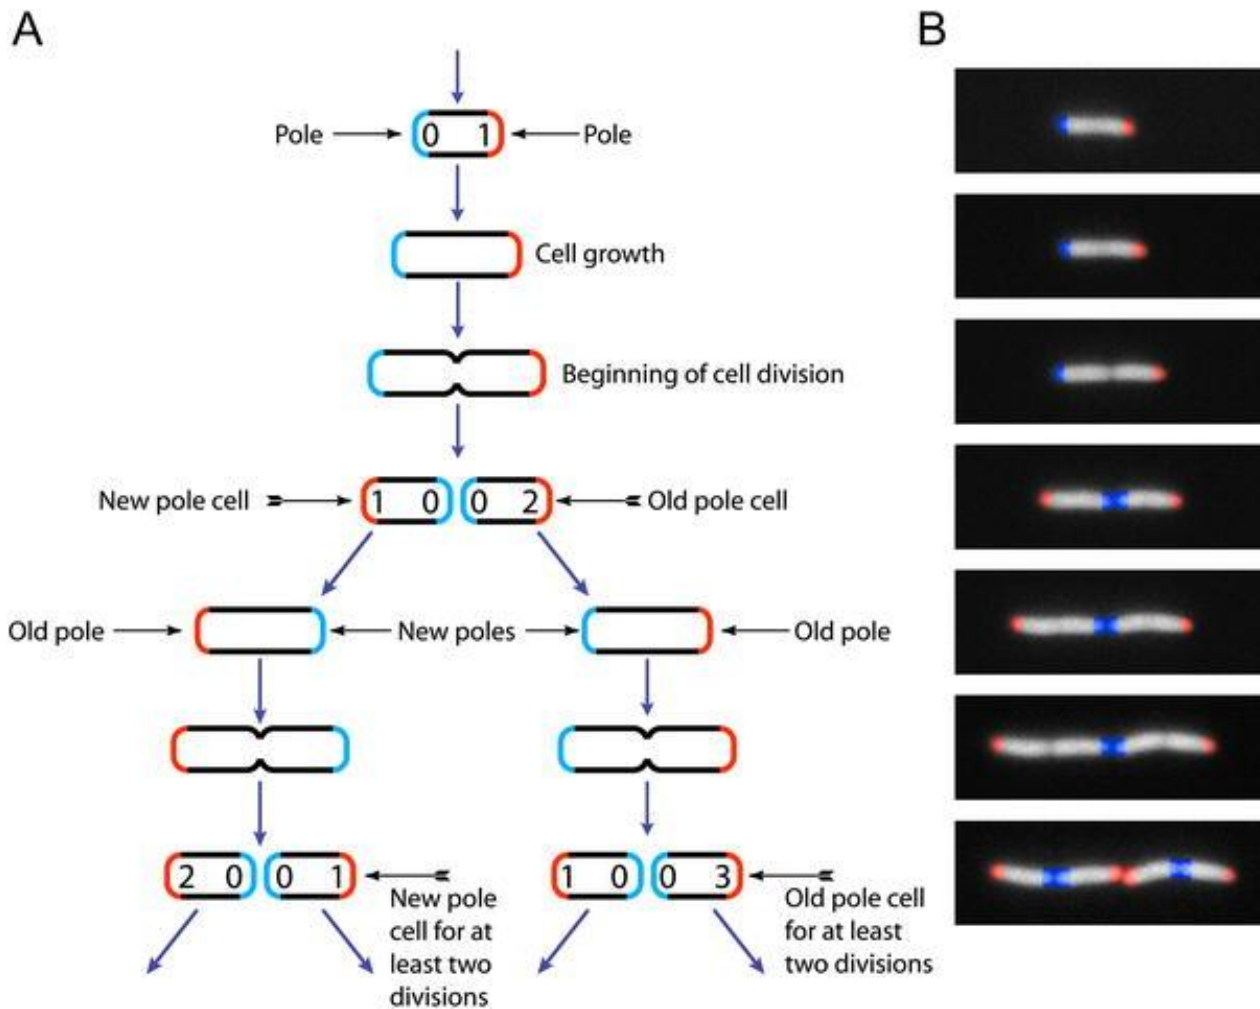 A
B
Pole
0 1
Pole
Cell growth
Beginning of cell division
New pole cell
1 0
0 2
Old pole cell
Old pole
New poles
Old pole
2 0
0 1
1 0
0 3
New pole
cell for at
least two
divisions
Old pole cell
for at least
two divisions